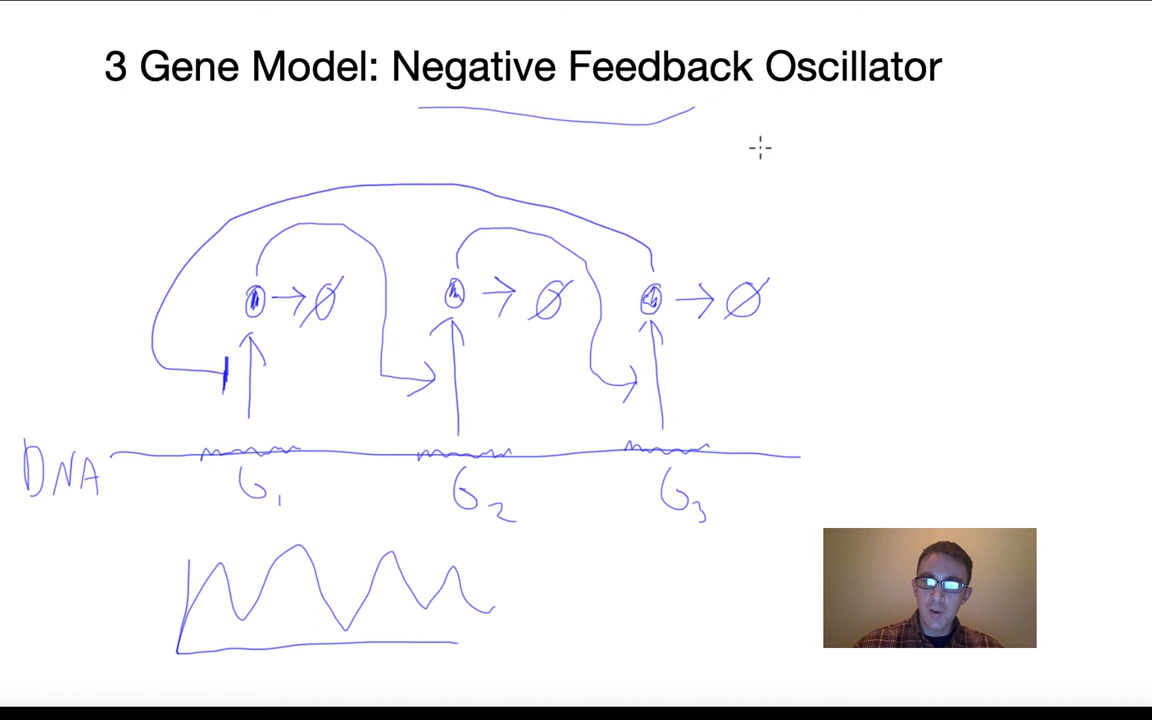 3 Gene Model: Negative Feedback Oscillator
→ Ø → Ø → Ø
DNA
G1 G2 G3